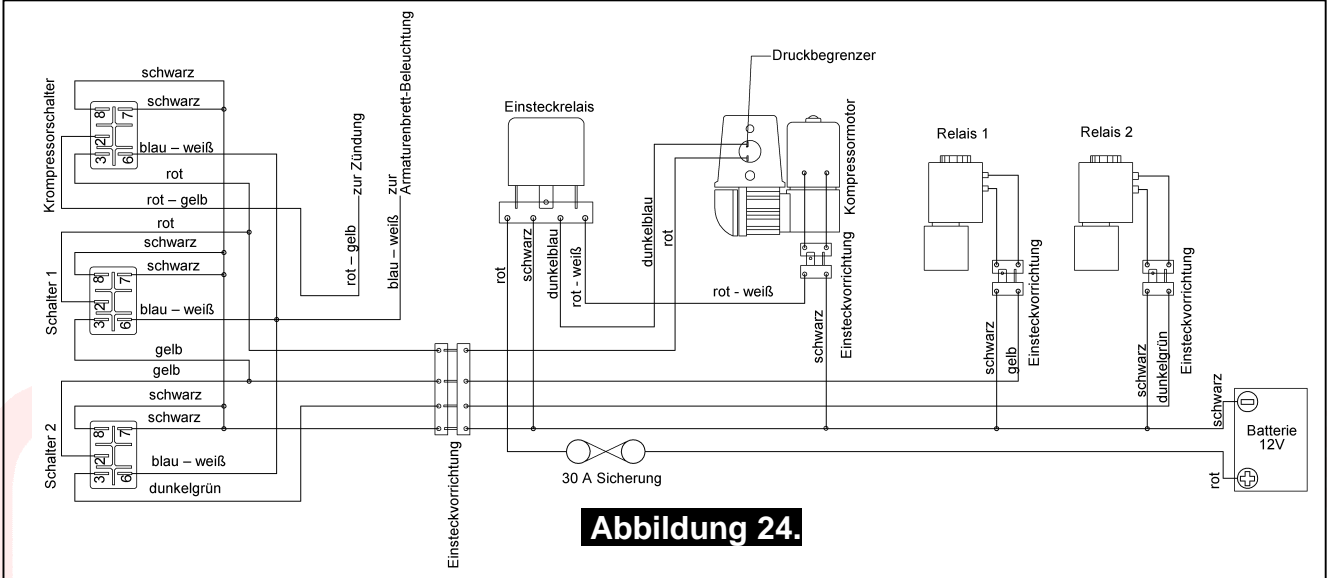 Krompressorschalter
schwarz
8
7
schwarz
2
3
6
blau – weiß
rot
rot – gelb
rot
schwarz
Schalter 1
8
7
schwarz
2
3
6
blau – weiß
gelb
gelb
schwarz
Schalter 2
8
7
schwarz
2
3
6
blau – weiß
dunkelgrün
rot – gelb
zur Zündung
blau – weiß
zur
Armaturenbrett-Beleuchtung
Einsteckvorrichtung
Einsteckrelais
rot
schwarz
dunkelblau
rot - weiß
Druckbegrenzer
dunkelblau
rot
Kompressormotor
rot - weiß
schwarz
Einsteckvorrichtung
Relais 1
schwarz
gelb
Einsteckvorrichtung
Relais 2
schwarz
dunkelgrün
Einsteckvorrichtung
schwarz
rot
Batterie
12V
30 A Sicherung
Abbildung 24.